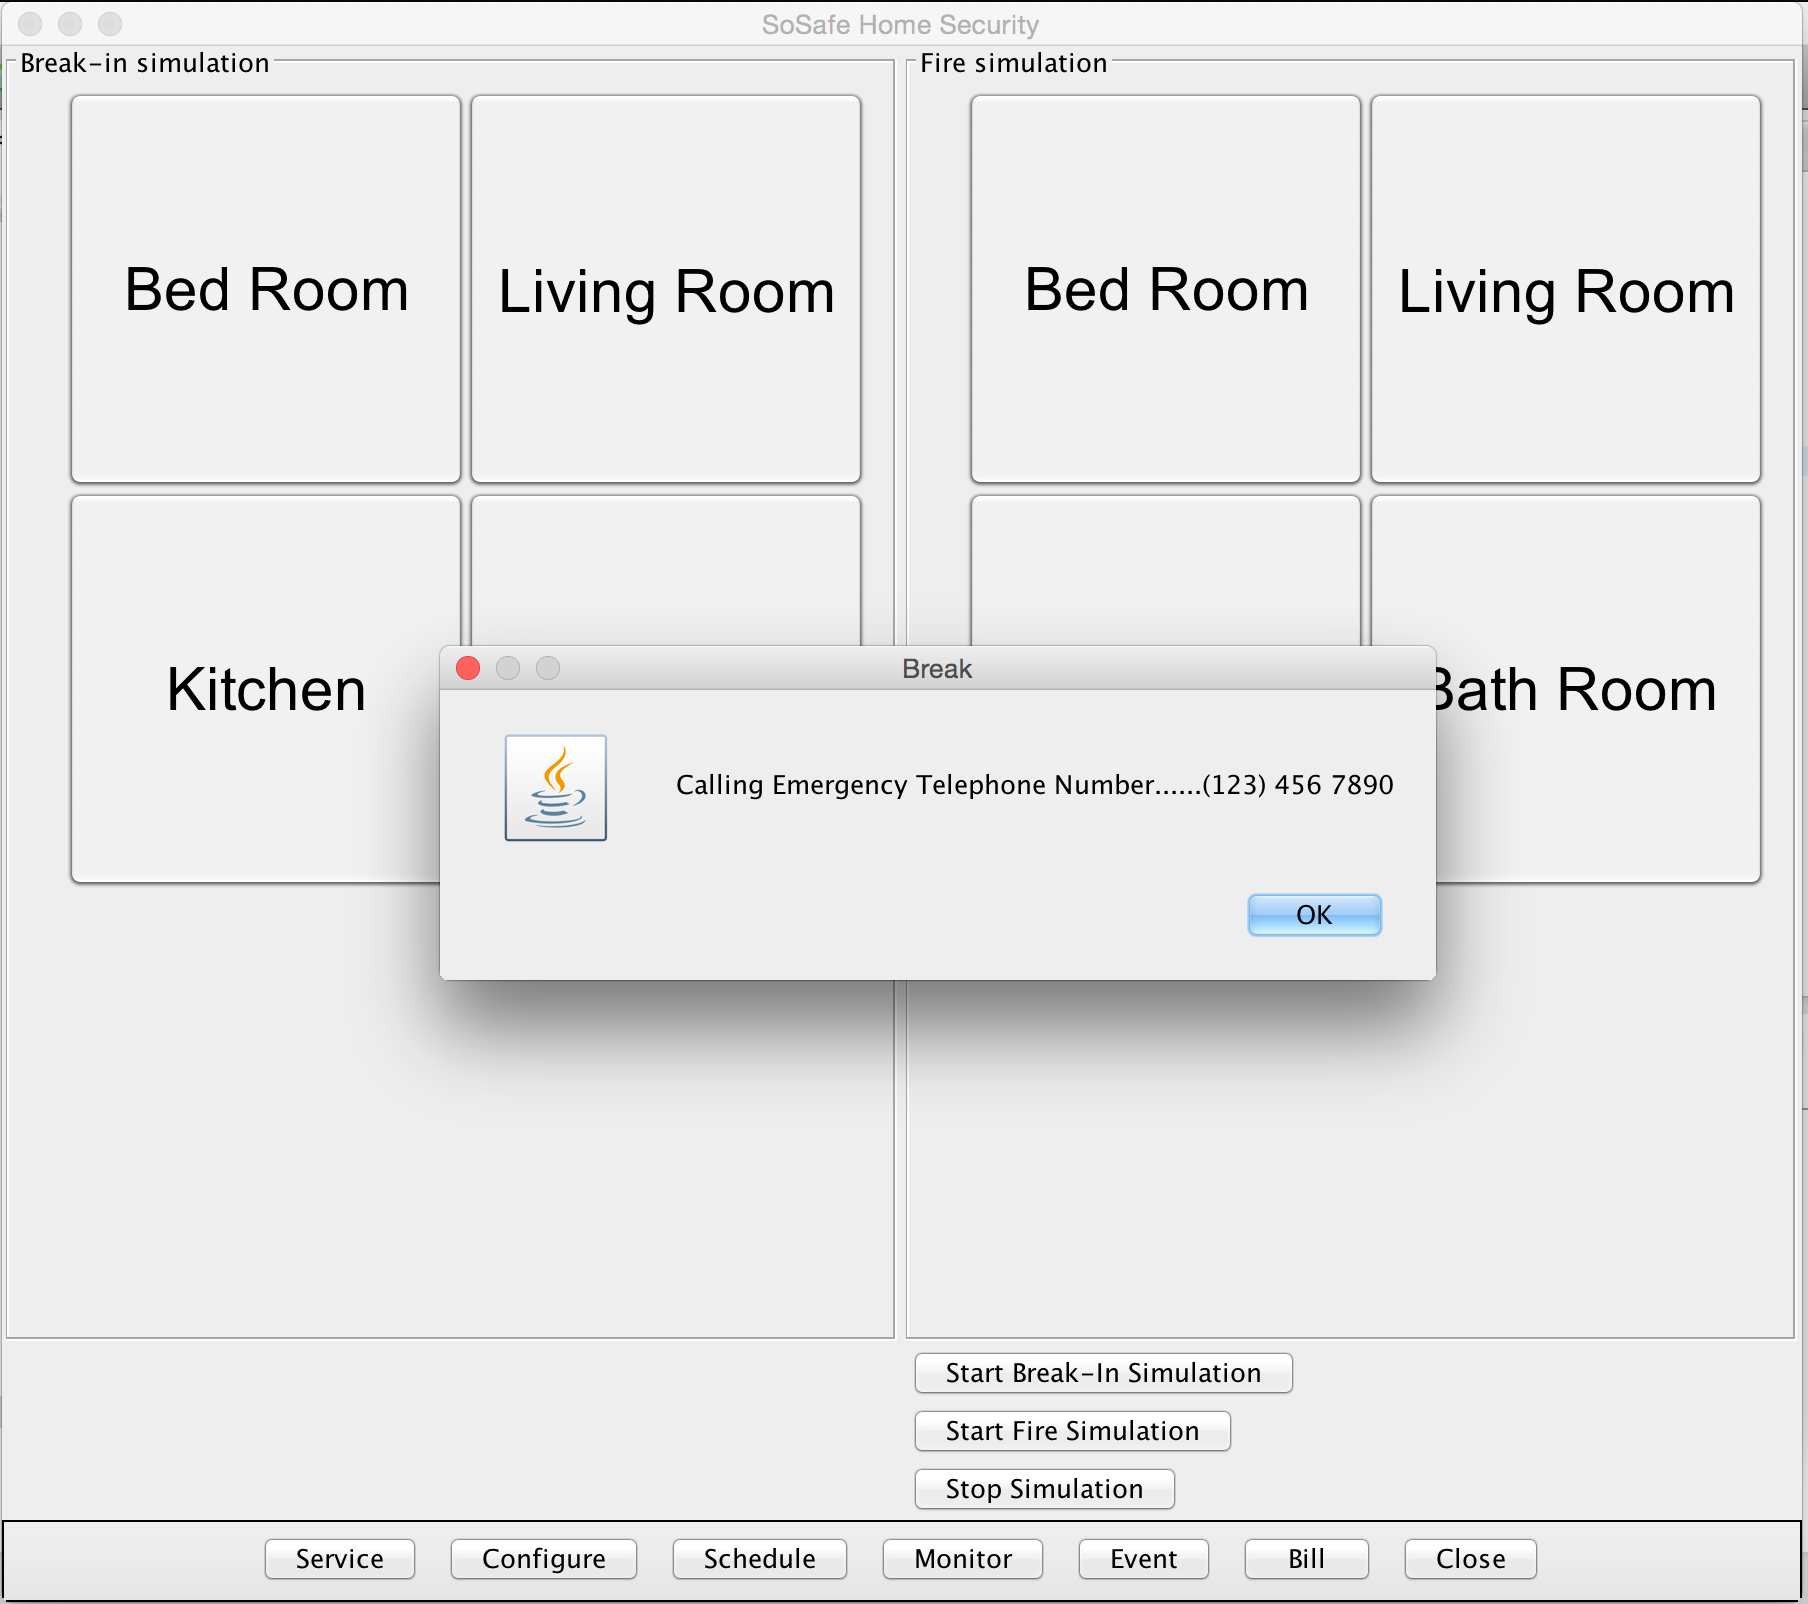 SoSafe Home Security
Break-in simulation
Bed Room
Living Room
Kitchen
Fire simulation
Bed Room
Living Room
Bath Room
Break
Calling Emergency Telephone Number......(123) 456 7890
OK
Start Break-In Simulation
Start Fire Simulation
Stop Simulation
Service
Configure
Schedule
Monitor
Event
Bill
Close